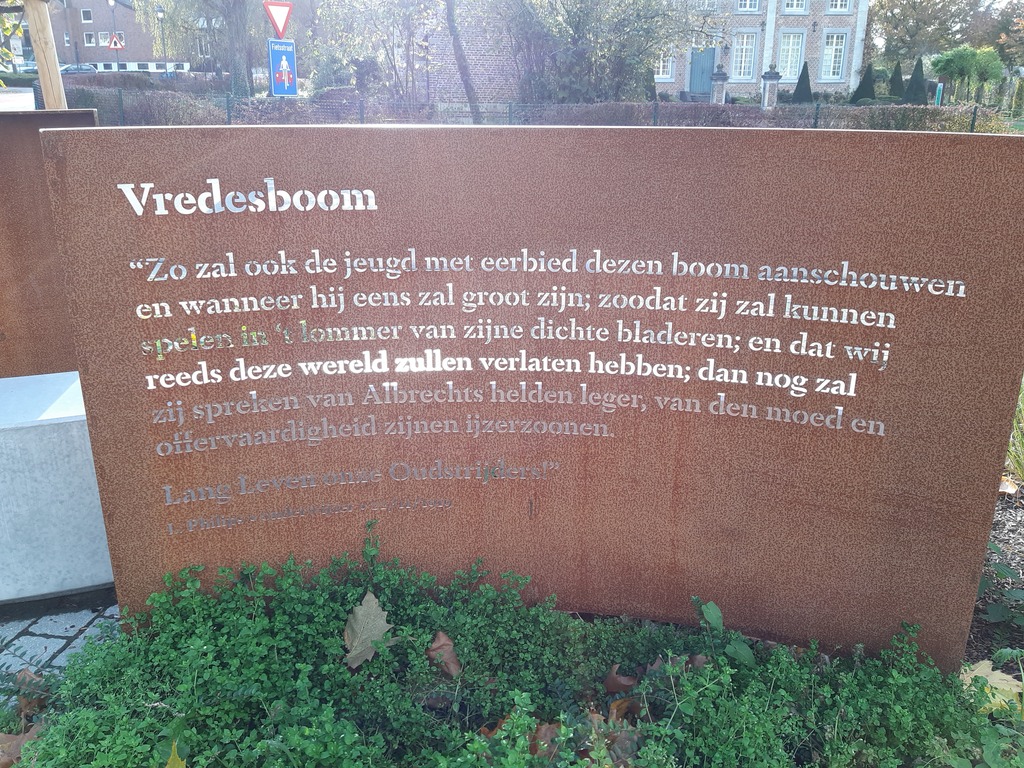 Fietsstraat
Vredesboom
“Zo zal ook de jeugd met eerbied dezen boom aanschouwen
en wanneer hij eens zal groot zijn; zoodat zij zal kunnen
spelen in ‘t lommer van zijne dichte bladeren; en dat wij
reeds deze wereld zullen verlaten hebben; dan nog zal
zij spreken van Albrechts helden leger, van den moed en
offervaardigheid zijnen ijzerzoonen.
Lang Leven onze Oudstrijders!”